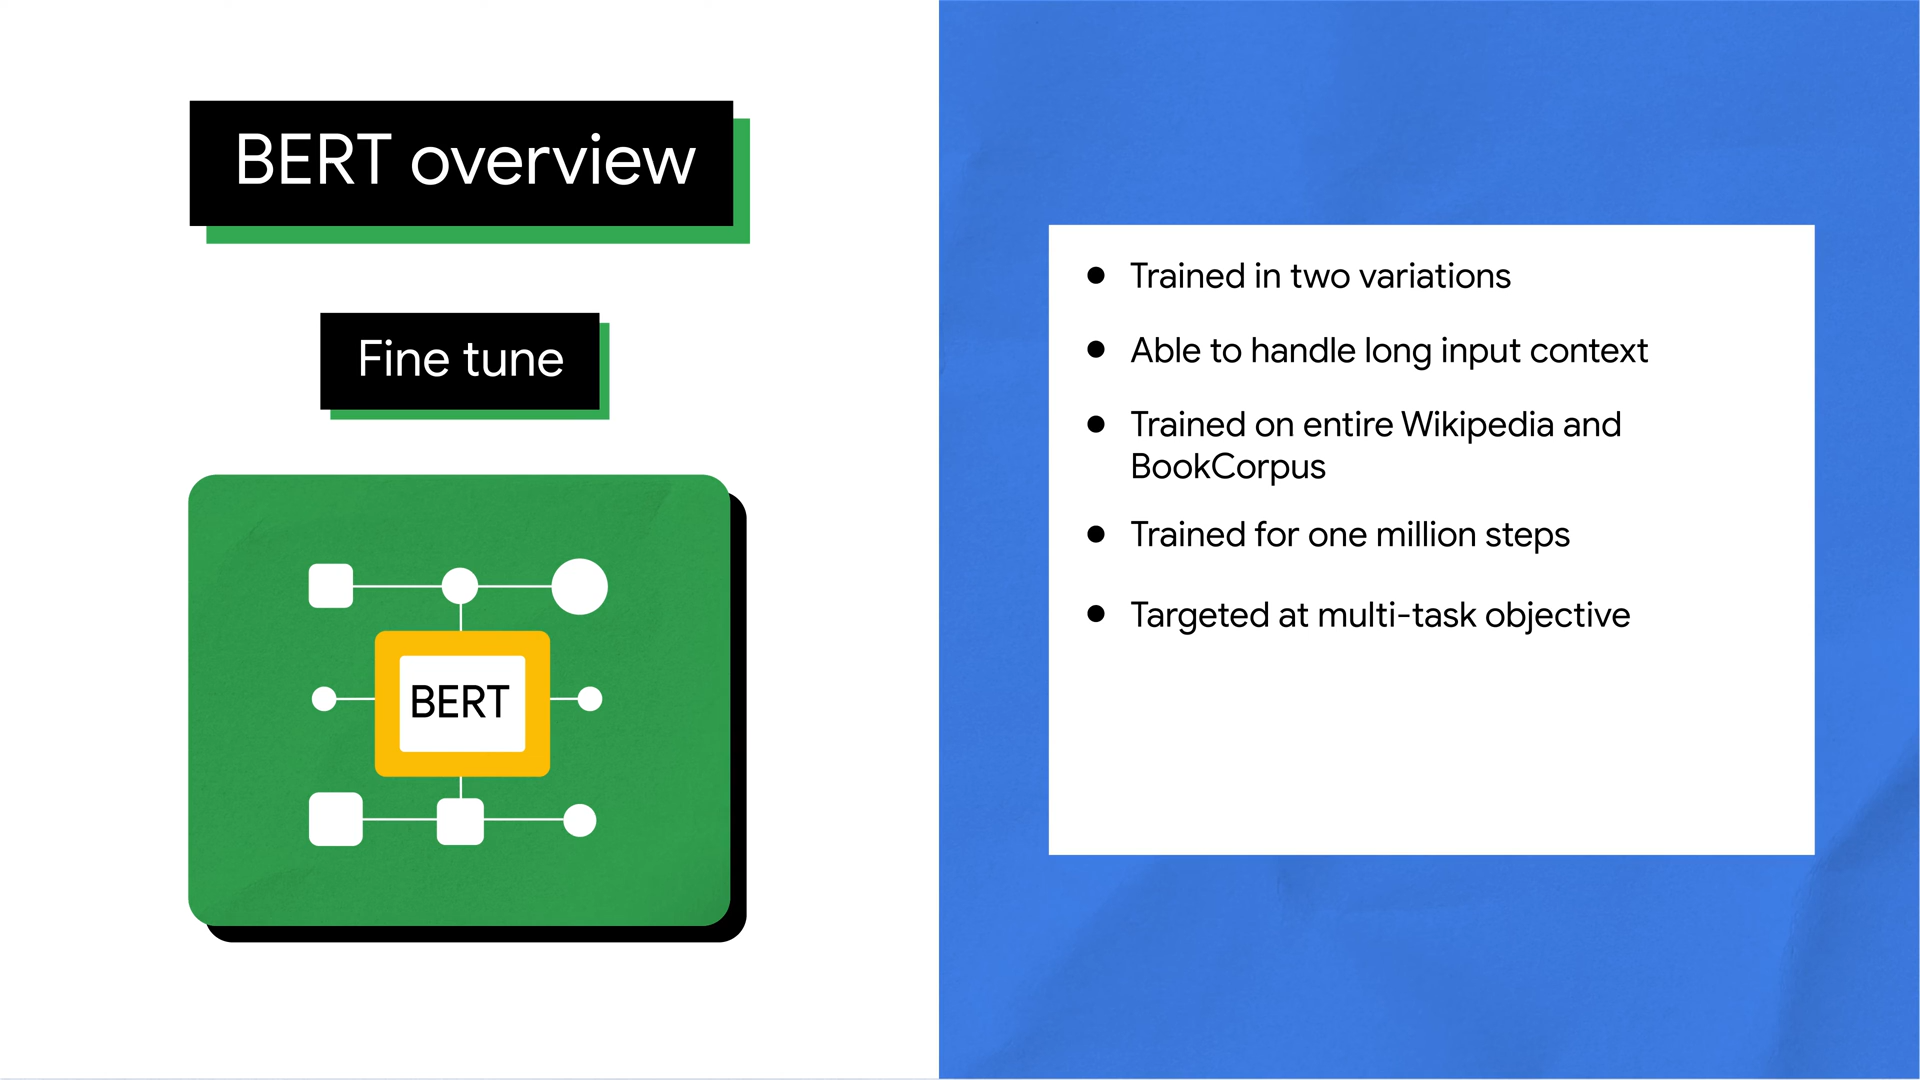 BERT overview
Fine tune
BERT
● Trained in two variations
● Able to handle long input context
● Trained on entire Wikipedia and
BookCorpus
● Trained for one million steps
● Targeted at multi-task objective